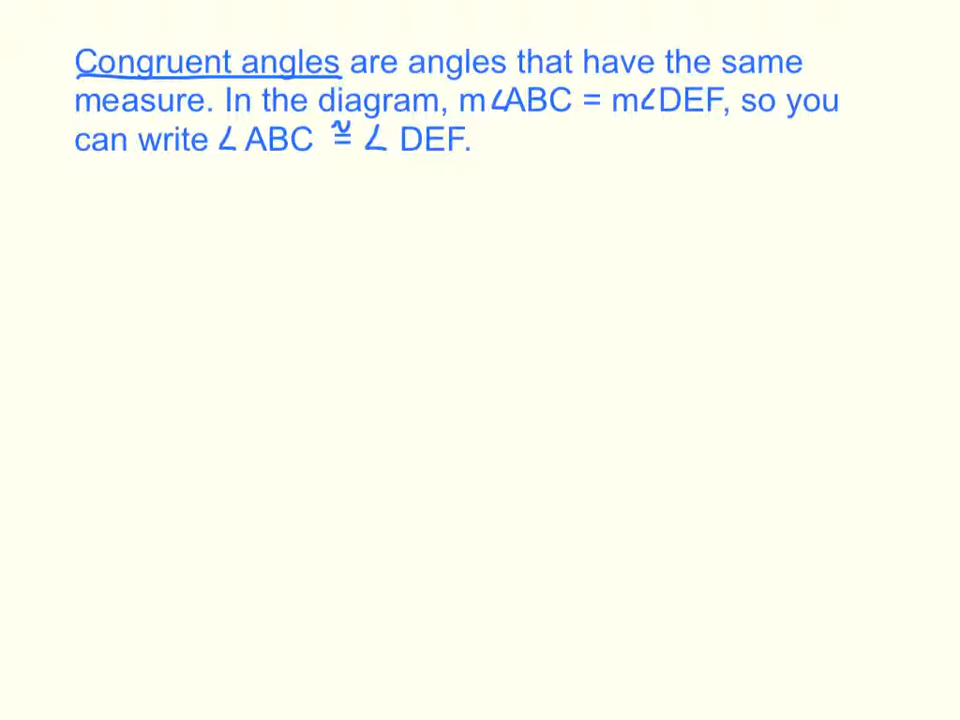 Congruent angles are angles that have the same
measure. In the diagram, m∠ABC = m∠DEF, so you
can write ∠ ABC ≅ ∠ DEF.